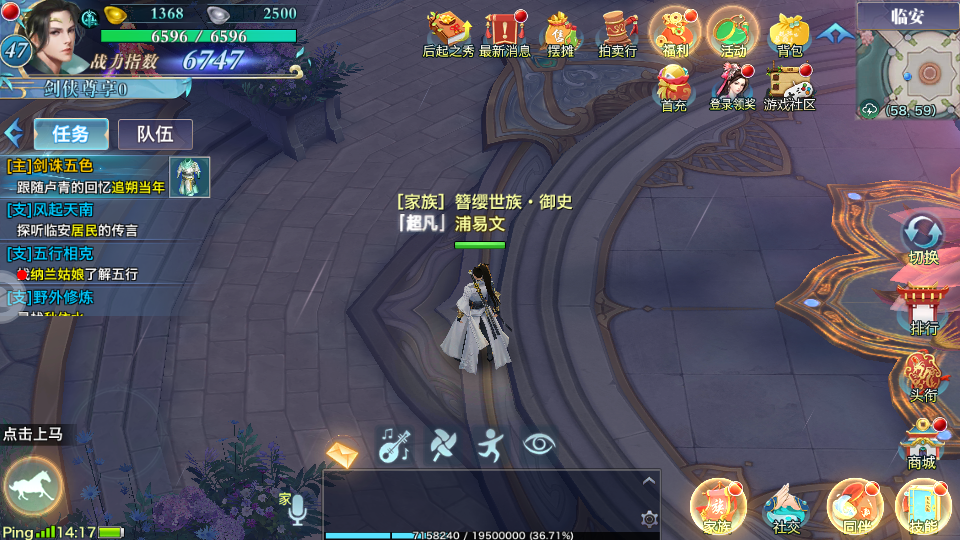 1368
2500
47
6596 / 6596
战力指数 6747
剑侠尊享0
后起之秀
最新消息
摆摊
拍卖行
福利
活动
背包
临安
首充
登录领奖
游戏社区
(58, 59)
任务
队伍
[主]剑诛五色
跟随卢青的回忆追朔当年
[支]风起天南
探听临安居民的传言
[支]五行相克
找纳兰姑娘了解五行
[支]野外修炼
[家族] 簪缨世族·御史
「超凡」浦易文
切换
排行
头衔
商城
点击上马
家
家族
社交
同伴
技能
Ping
14:17
7158240 / 19500000 (36.71%)